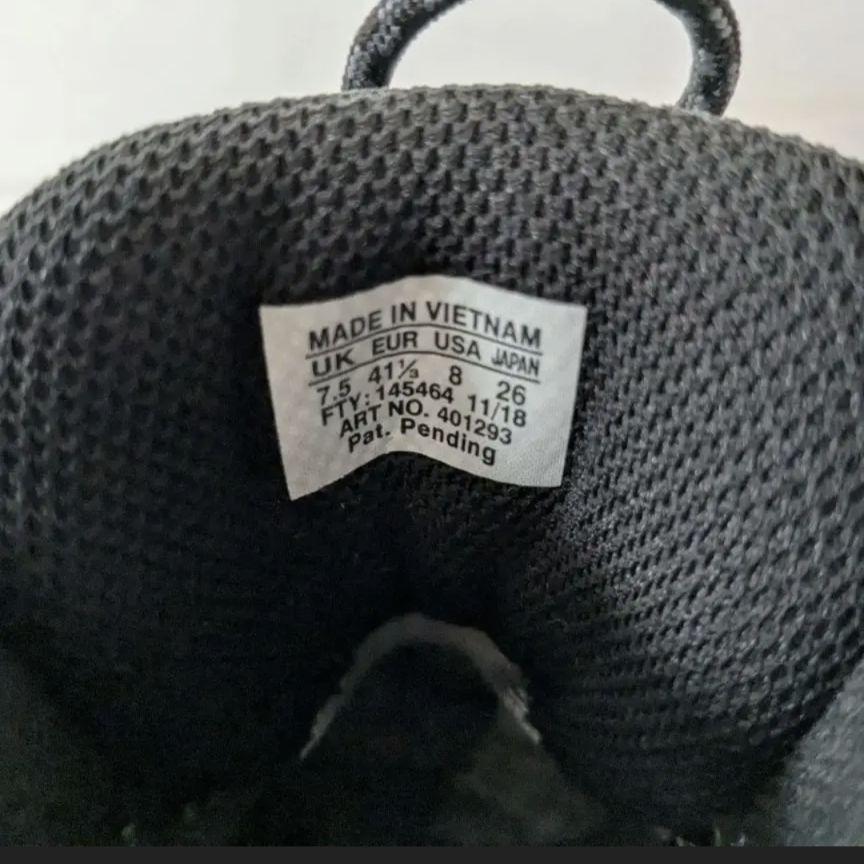 MADE IN VIETNAM
UK EUR USA JAPAN
7.5 41⅓ 8 26
FTY: 145464 11/18
ART NO. 401293
Pat. Pending